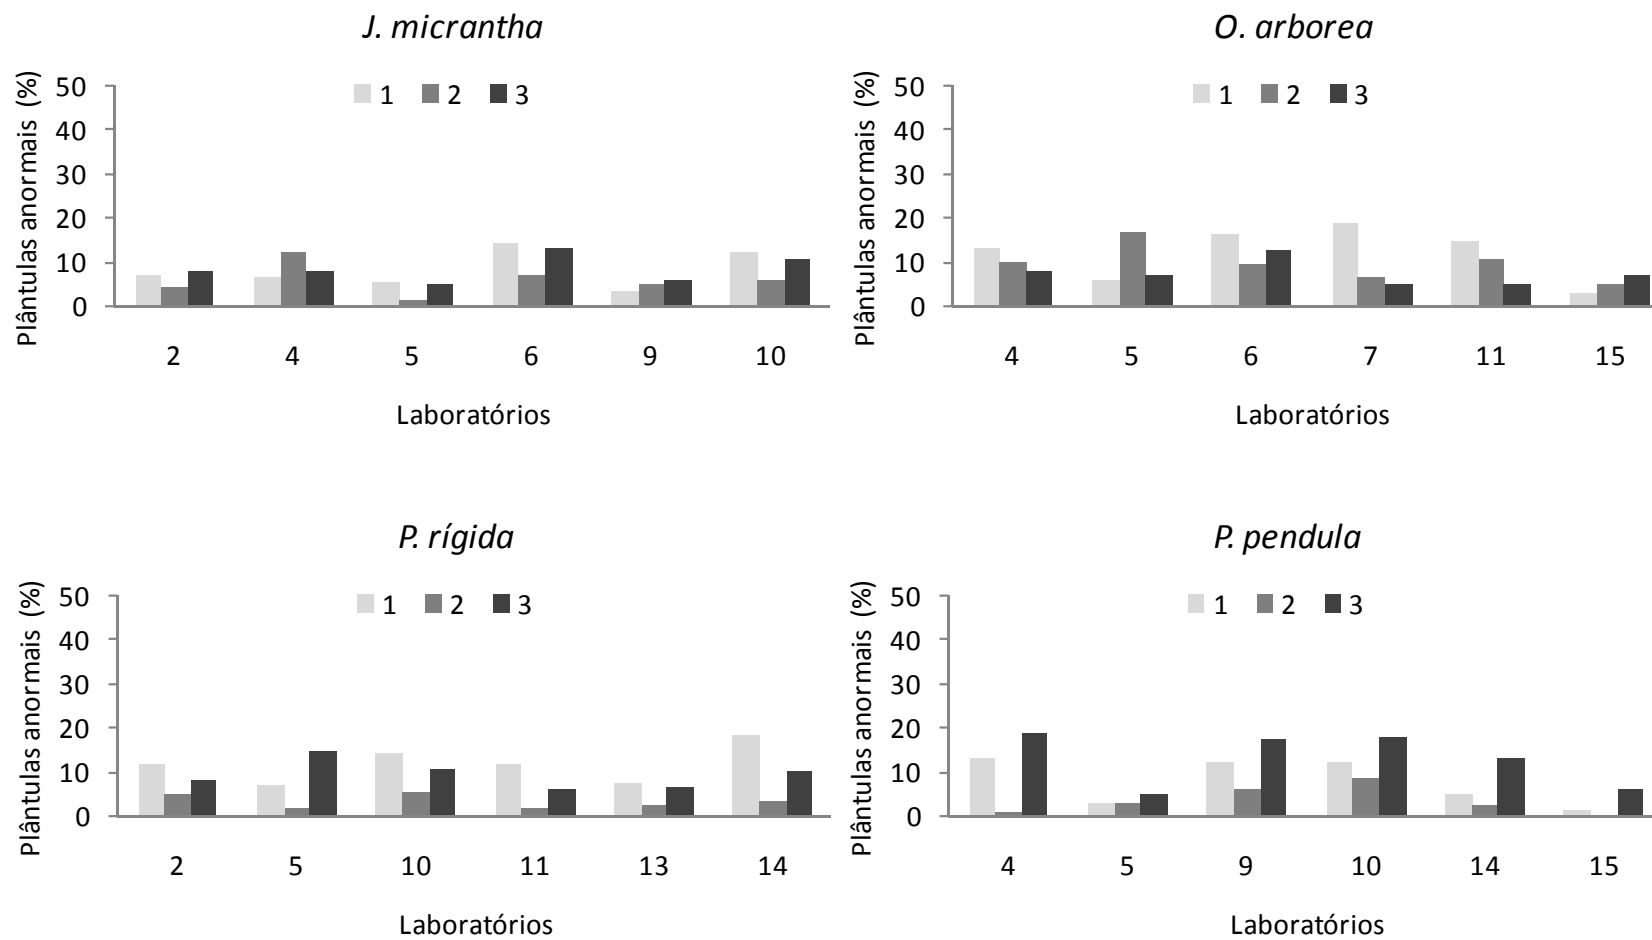 J. micrantha
Plântulas anormais (%)
50
40
30
20
10
0
1 2 3
2 4 5 6 9 10
Laboratórios
O. arborea
Plântulas anormais (%)
50
40
30
20
10
0
1 2 3
4 5 6 7 11 15
Laboratórios
P. rígida
Plântulas anormais (%)
50
40
30
20
10
0
1 2 3
2 5 10 11 13 14
Laboratórios
P. pendula
Plântulas anormais (%)
50
40
30
20
10
0
1 2 3
4 5 9 10 14 15
Laboratórios